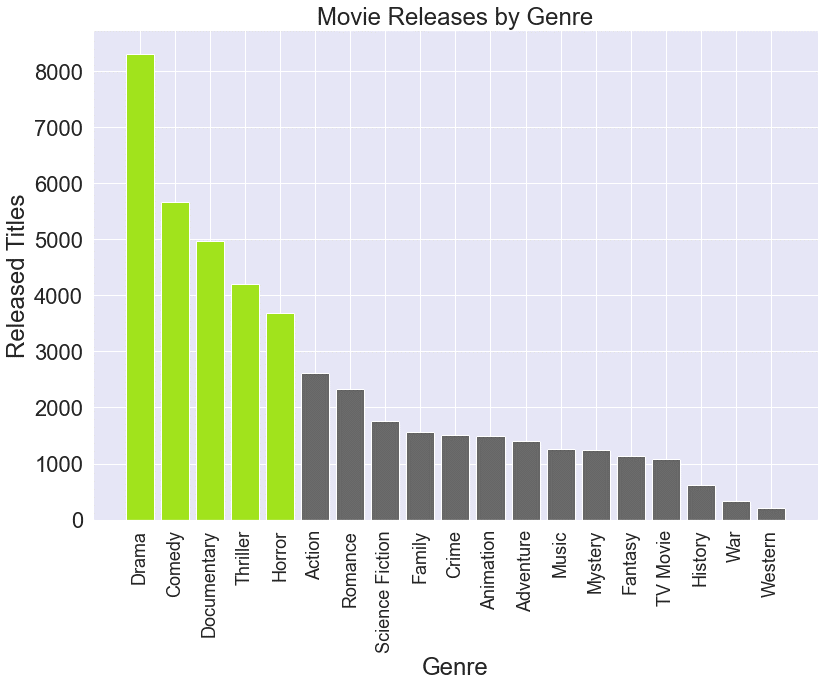 Movie Releases by Genre
Released Titles
8000
7000
6000
5000
4000
3000
2000
1000
0
Drama
Comedy
Documentary
Thriller
Horror
Action
Romance
Science Fiction
Family
Crime
Animation
Adventure
Music
Mystery
Fantasy
TV Movie
History
War
Western
Genre